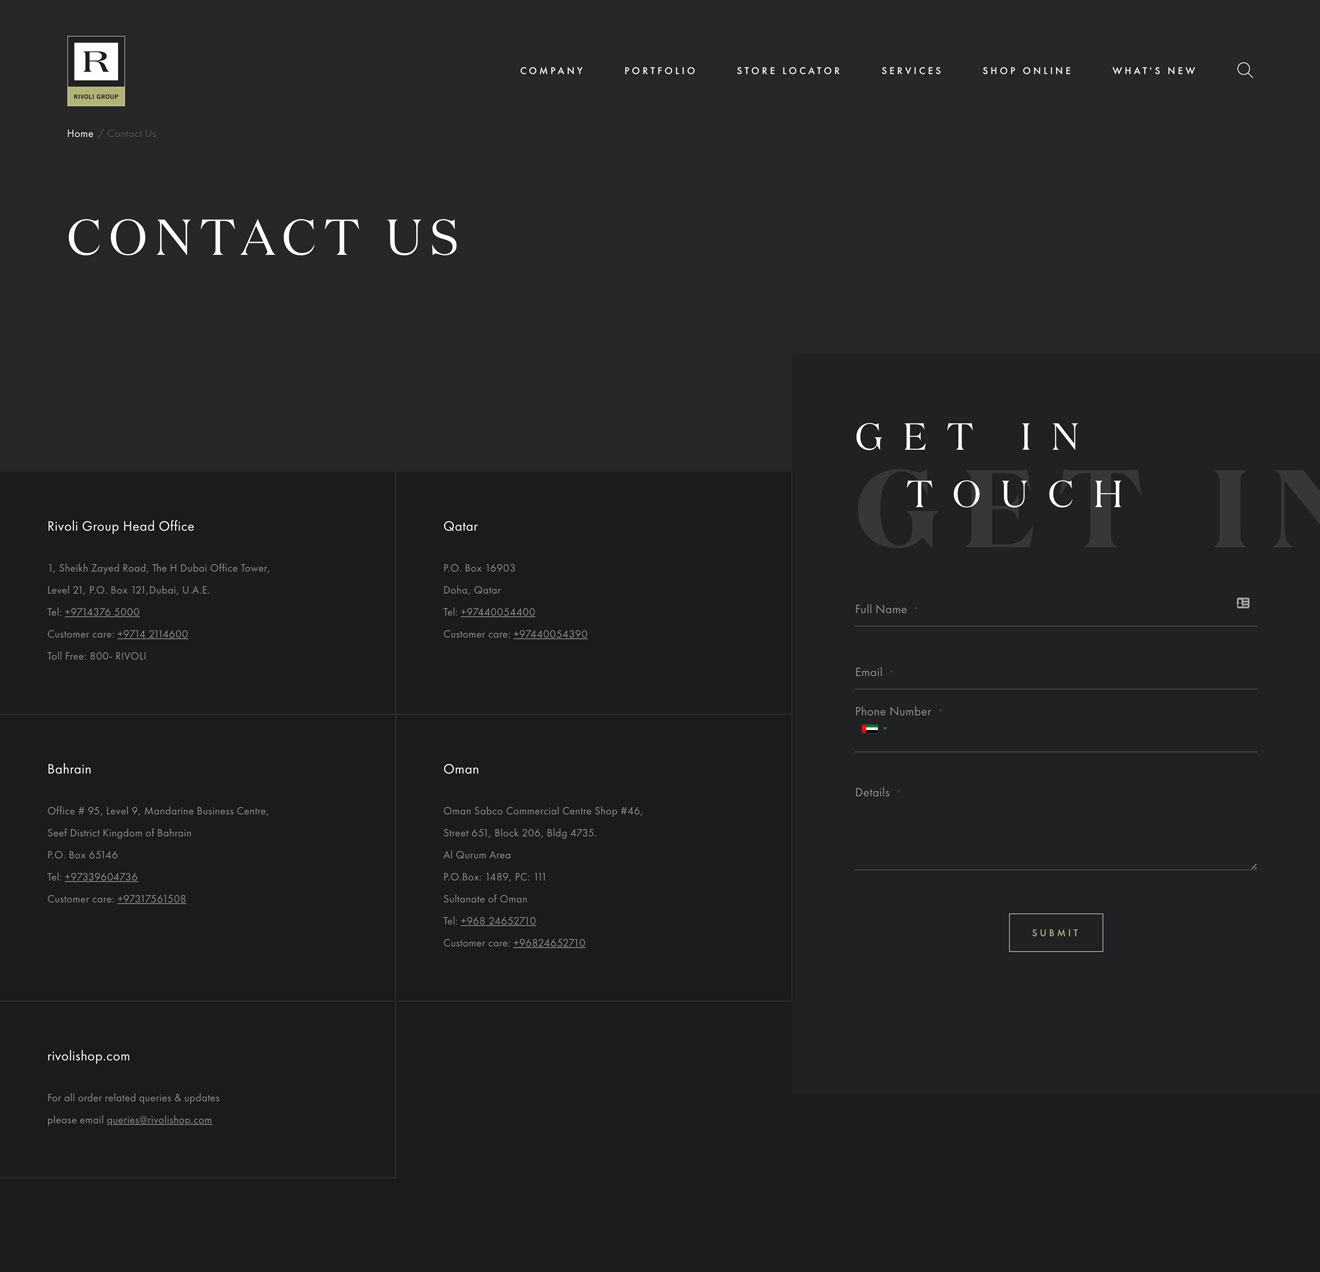 R
RIVOLI GROUP
COMPANY PORTFOLIO STORE LOCATOR SERVICES SHOP ONLINE WHAT'S NEW
Home / Contact Us
CONTACT US
GET IN
TOUCH
GET IN
Rivoli Group Head Office
1, Sheikh Zayed Road, The H Dubai Office Tower,
Level 21, P.O. Box 121,Dubai, U.A.E.
Tel: +9714376 5000
Customer care: +9714 2114600
Toll Free: 800- RIVOLI
Qatar
P.O. Box 16903
Doha, Qatar
Tel: +97440054400
Customer care: +97440054390
Bahrain
Office # 95, Level 9, Mandarine Business Centre,
Seef District Kingdom of Bahrain
P.O. Box 65146
Tel: +97339604736
Customer care: +97317561508
Oman
Oman Sabco Commercial Centre Shop #46,
Street 651, Block 206, Bldg 4735.
Al Qurum Area
P.O.Box: 1489, PC: 111
Sultanate of Oman
Tel: +968 24652710
Customer care: +96824652710
rivolishop.com
For all order related queries & updates
please email queries@rivolishop.com
Full Name *
Email *
Phone Number *
Details *
SUBMIT